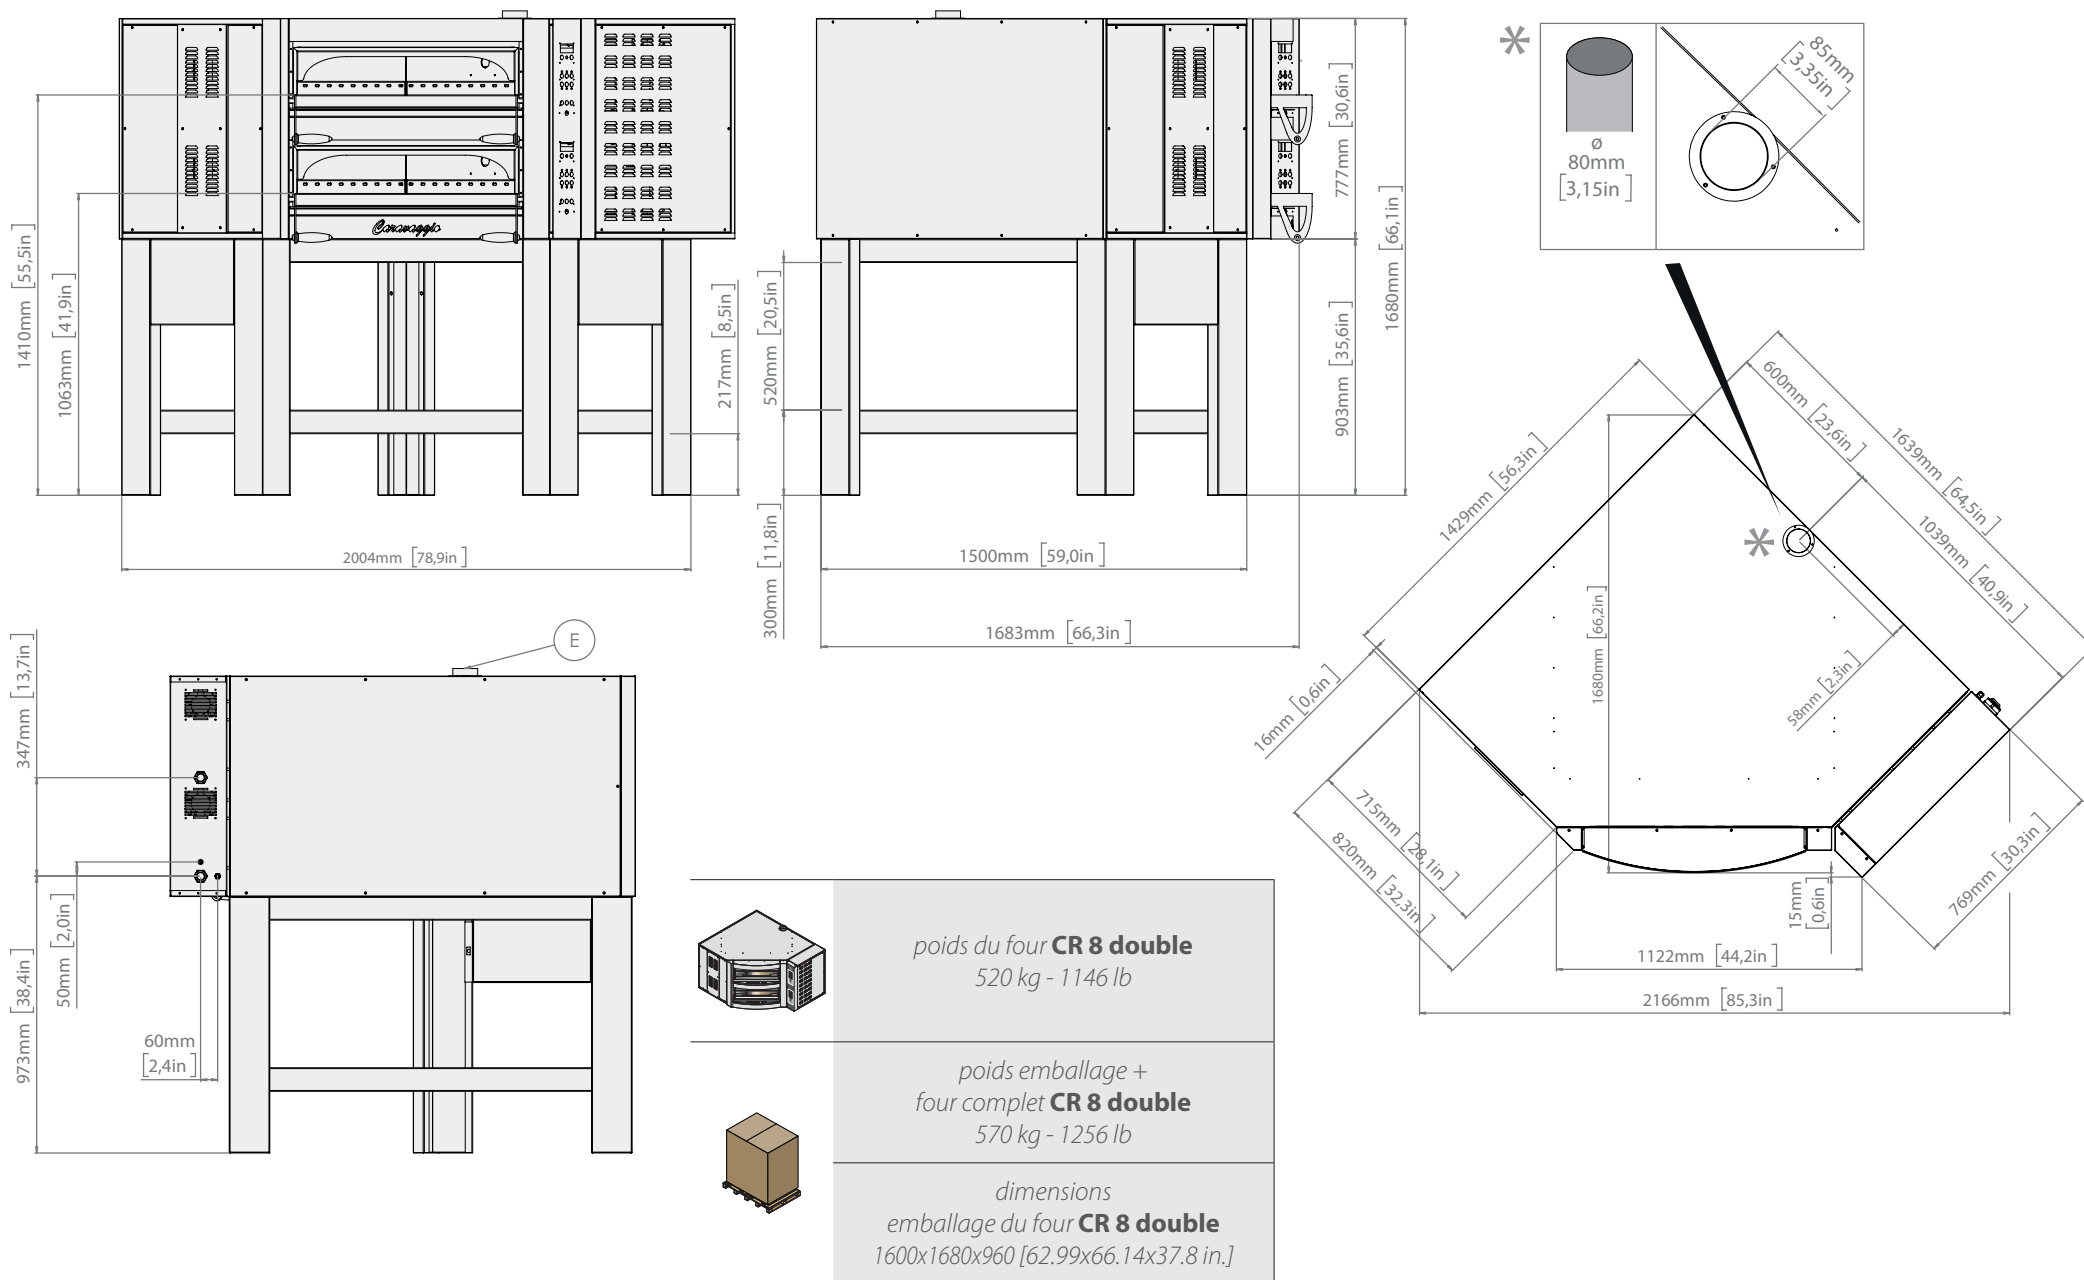 1410mm [55,5in]
1063mm [41,9in]
217mm [8,5in]
2004mm [78,9in]
Caravaggio
520mm [20,5in]
300mm [11,8in]
777mm [30,6in]
903mm [35,6in]
1680mm [66,1in]
1500mm [59,0in]
1683mm [66,3in]
*
ø
80mm
[3,15in]
85mm
[3,35in]
*
1429mm [56,3in]
600mm [23,6in]
1639mm [64,5in]
1039mm [40,9in]
1680mm [66,2in]
58mm [2,3in]
16mm [0,6in]
715mm [28,1in]
820mm [32,3in]
15mm
[0,6in]
769mm [30,3in]
1122mm [44,2in]
2166mm [85,3in]
E
347mm [13,7in]
973mm [38,4in]
50mm [2,0in]
60mm
[2,4in]
poids du four CR 8 double
520 kg - 1146 lb
poids emballage +
four complet CR 8 double
570 kg - 1256 lb
dimensions
emballage du four CR 8 double
1600x1680x960 [62.99x66.14x37.8 in.]